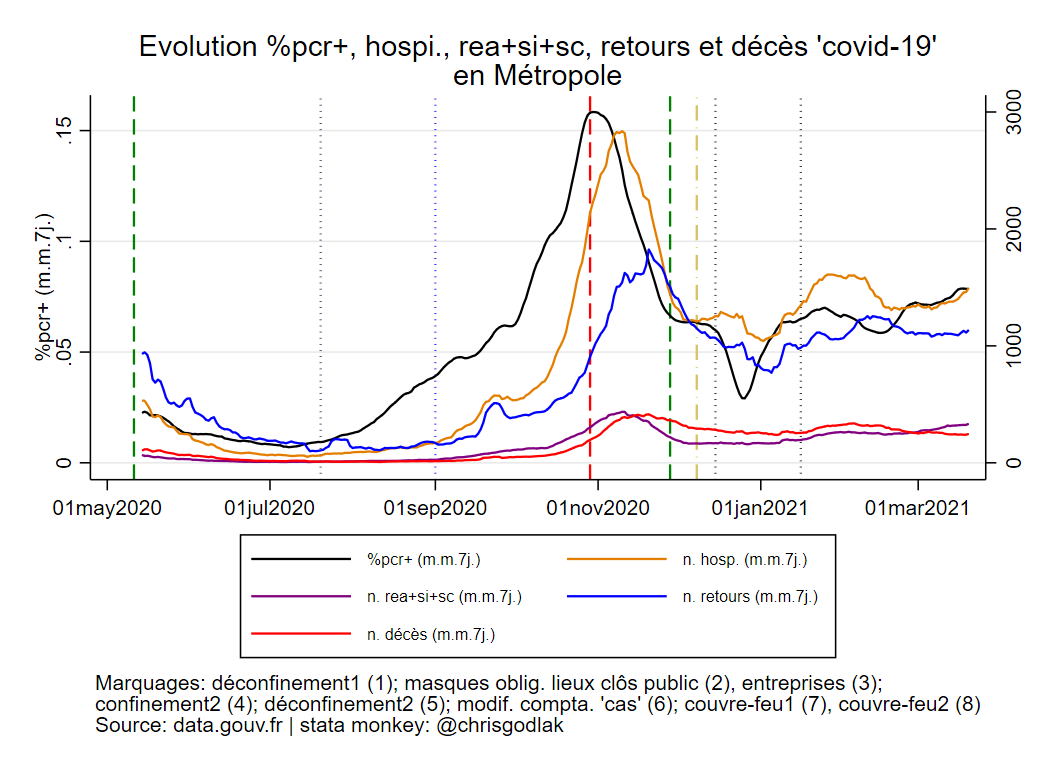 Evolution %pcr+, hospi., rea+si+sc, retours et décès 'covid-19'
en Métropole
%pcr+ (m.m.7j.)
.15
.1
.05
0
3000
2000
1000
0
01may2020 01jul2020 01sep2020 01nov2020 01jan2021 01mar2021
%pcr+ (m.m.7j.) n. hosp. (m.m.7j.)
n. rea+si+sc (m.m.7j.) n. retours (m.m.7j.)
n. décès (m.m.7j.)
Marquages: déconfinement1 (1); masques oblig. lieux clôs public (2), entreprises (3);
confinement2 (4); déconfinement2 (5); modif. compta. 'cas' (6); couvre-feu1 (7), couvre-feu2 (8)
Source: data.gouv.fr | stata monkey: @chrisgodlak